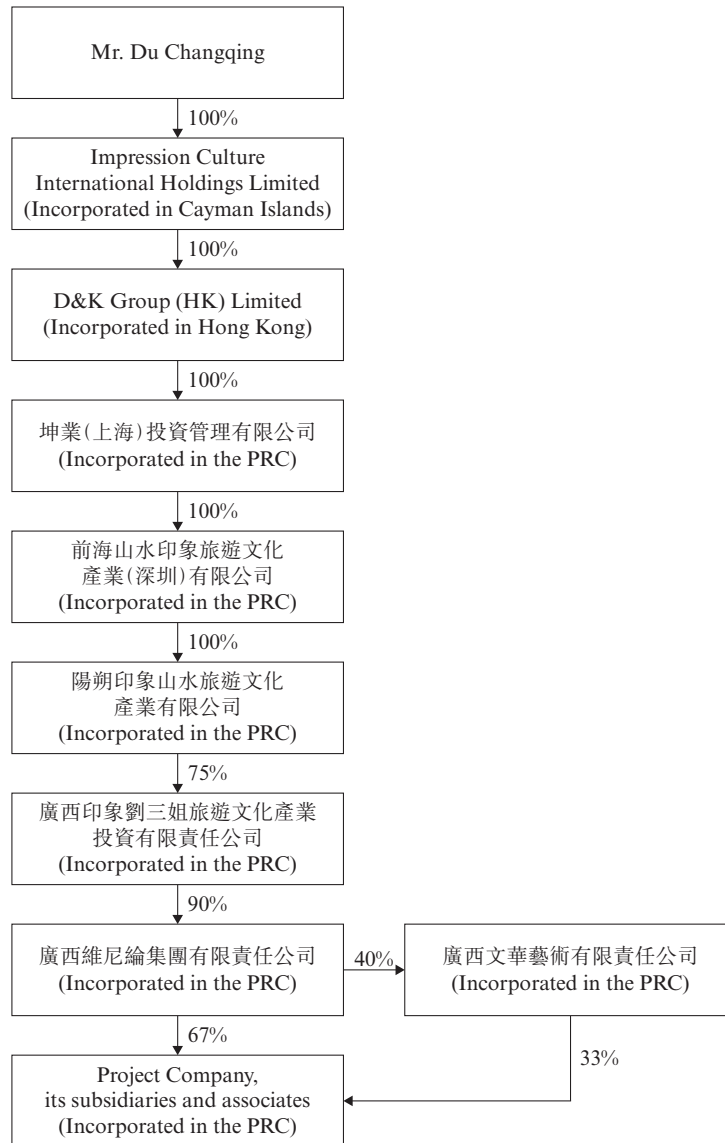 Mr. Du Changqing
100%
Impression Culture
International Holdings Limited
(Incorporated in Cayman Islands)
100%
D&K Group (HK) Limited
(Incorporated in Hong Kong)
100%
坤業(上海)投資管理有限公司
(Incorporated in the PRC)
100%
前海山水印象旅遊文化
產業(深圳)有限公司
(Incorporated in the PRC)
100%
陽朔印象山水旅遊文化
產業有限公司
(Incorporated in the PRC)
75%
廣西印象劉三姐旅遊文化產業
投資有限責任公司
(Incorporated in the PRC)
90%
廣西維尼綸集團有限責任公司
(Incorporated in the PRC)
40%
廣西文華藝術有限責任公司
(Incorporated in the PRC)
67%
33%
Project Company,
its subsidiaries and associates
(Incorporated in the PRC)